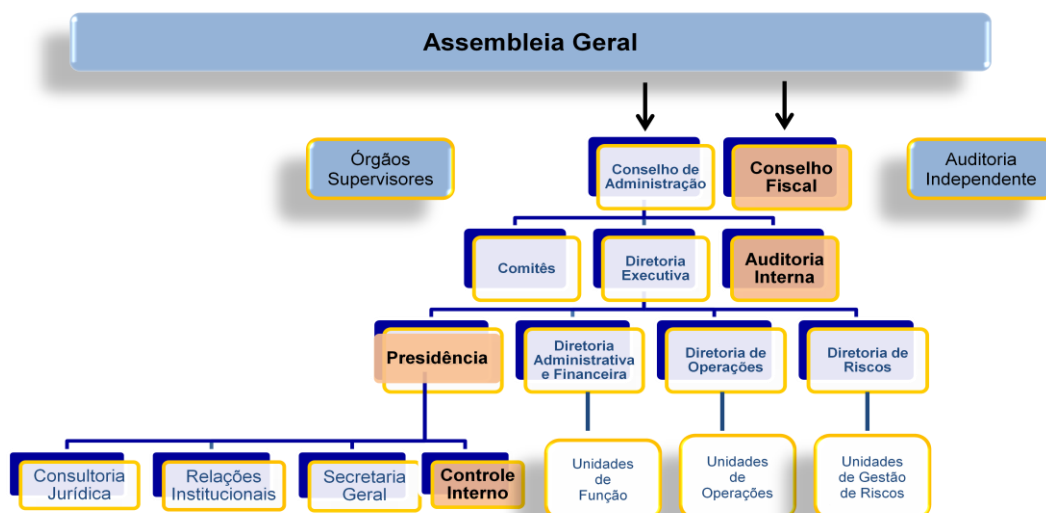 Assembleia Geral
Órgãos
Supervisores
Conselho de
Administração
Conselho
Fiscal
Auditoria
Independente
Comitês
Diretoria
Executiva
Auditoria
Interna
Presidência
Diretoria
Administrativa
e Financeira
Diretoria de
Operações
Diretoria de
Riscos
Consultoria
Jurídica
Relações
Institucionais
Secretaria
Geral
Controle
Interno
Unidades
de
Função
Unidades
de
Operações
Unidades
de Gestão
de Riscos